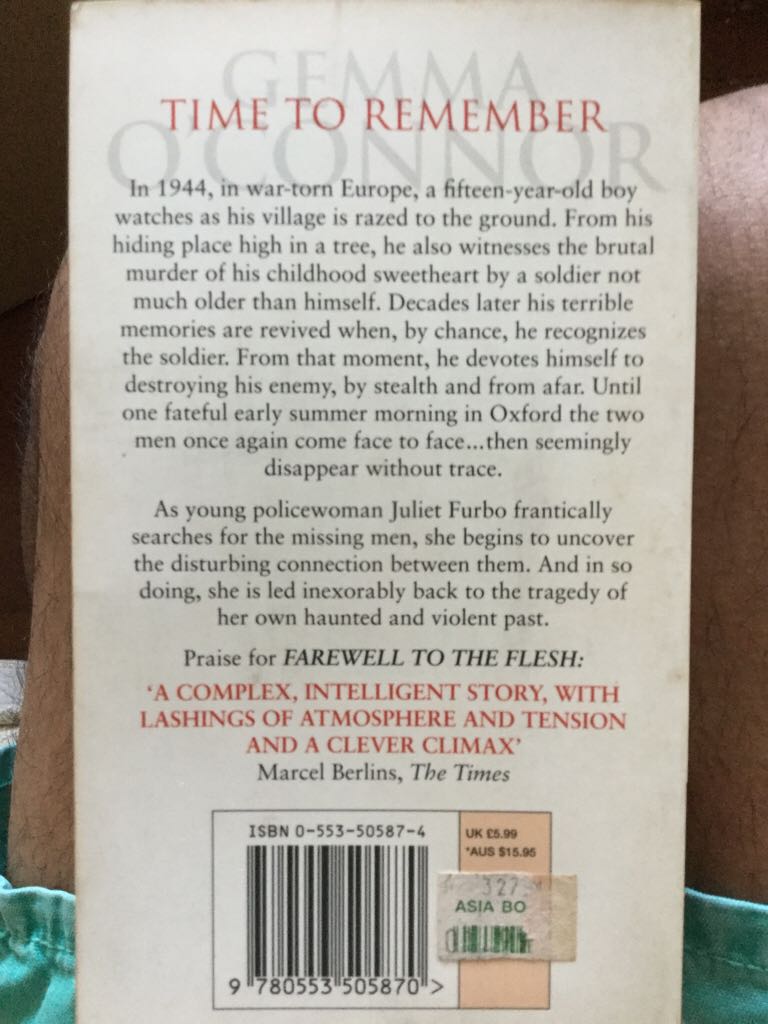 GEMMA
TIME TO REMEMBER
O'CONNOR
In 1944, in war-torn Europe, a fifteen-year-old boy
watches as his village is razed to the ground. From his
hiding place high in a tree, he also witnesses the brutal
murder of his childhood sweetheart by a soldier not
much older than himself. Decades later his terrible
memories are revived when, by chance, he recognizes
the soldier. From that moment, he devotes himself to
destroying his enemy, by stealth and from afar. Until
one fateful early summer morning in Oxford the two
men once again come face to face...then seemingly
disappear without trace.
As young policewoman Juliet Furbo frantically
searches for the missing men, she begins to uncover
the disturbing connection between them. And in so
doing, she is led inexorably back to the tragedy of
her own haunted and violent past.
Praise for FAREWELL TO THE FLESH:
'A COMPLEX, INTELLIGENT STORY, WITH
LASHINGS OF ATMOSPHERE AND TENSION
AND A CLEVER CLIMAX'
Marcel Berlins, The Times
ISBN 0-553-50587-4
UK £5.99
*AUS $15.95
327
ASIA BO
9 780553 505870 >